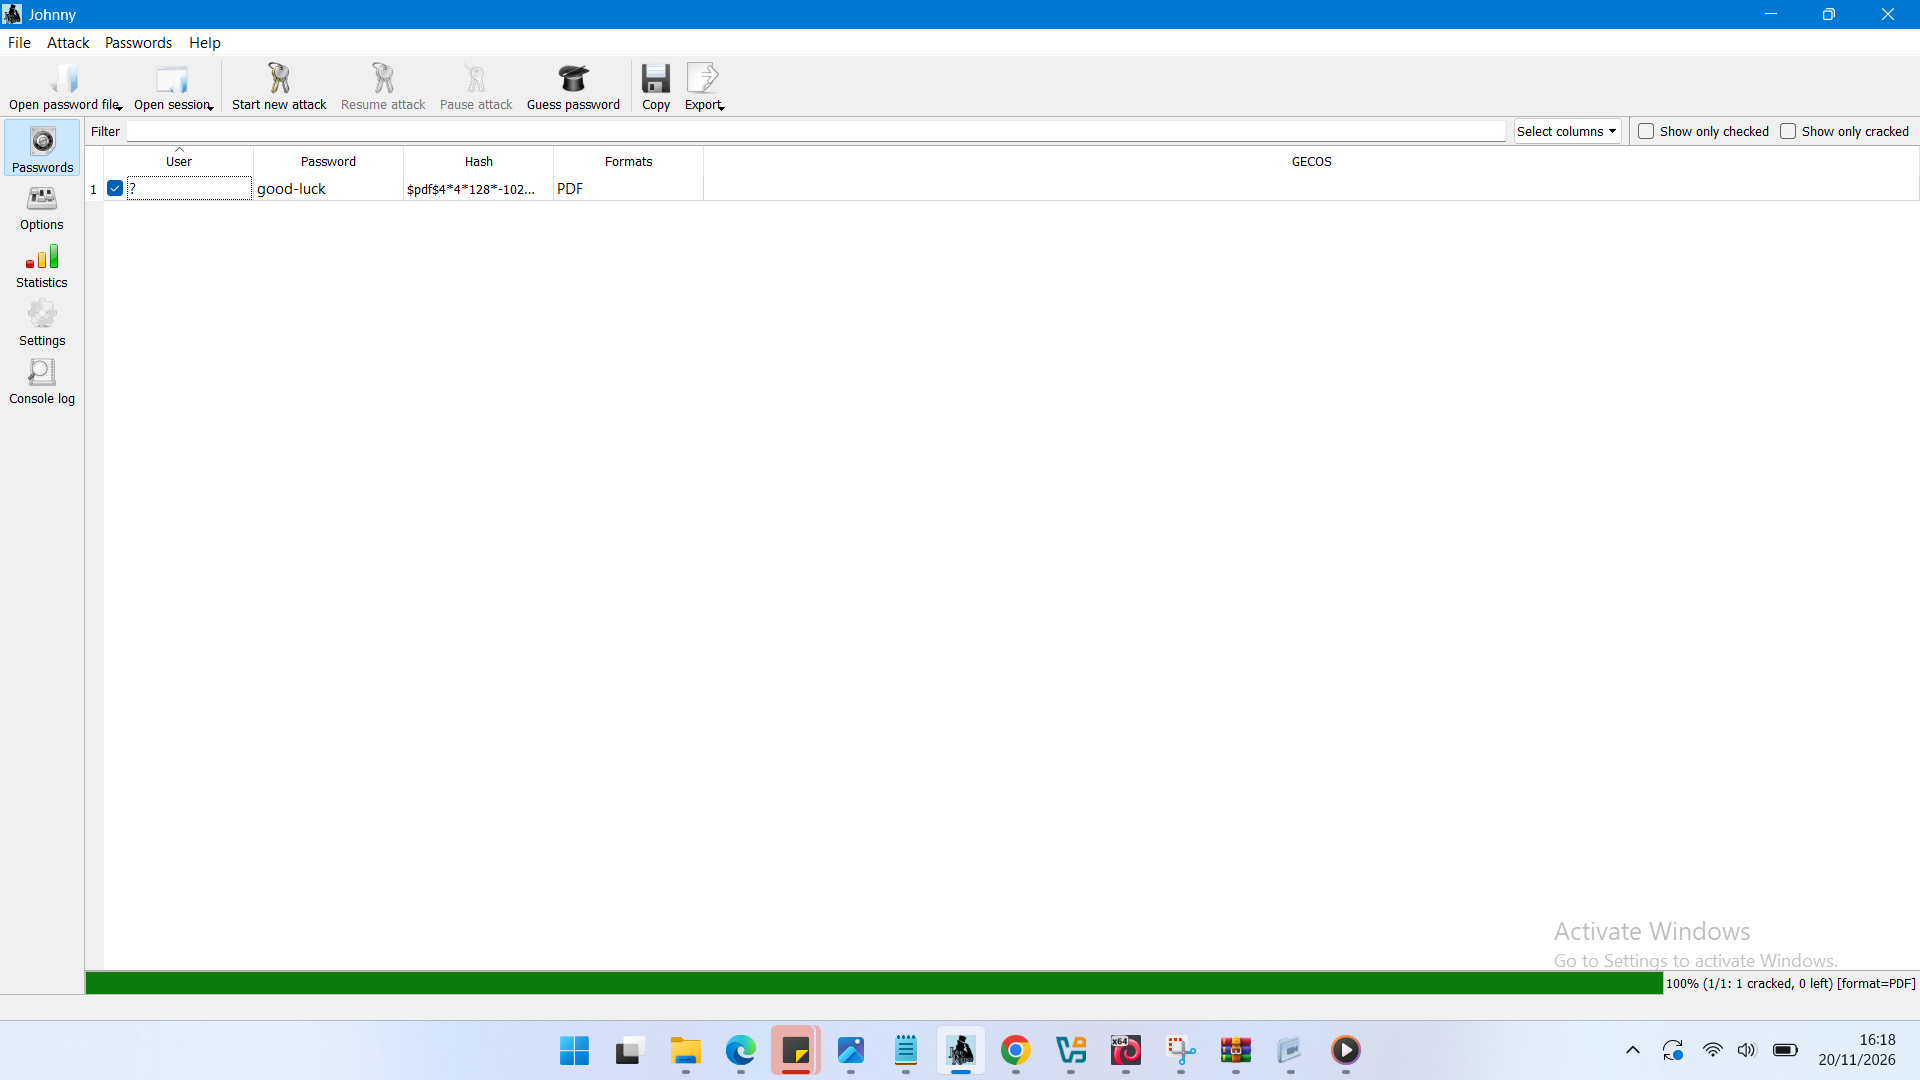 Johnny
File Attack Passwords Help
Open password file Open session Start new attack Resume attack Pause attack Guess password Copy Export
Filter Select columns Show only checked Show only cracked
Passwords
Options
Statistics
Settings
Console log
User Password Hash Formats GECOS
1 ? good-luck $pdf$4*4*128*-102... PDF
Activate Windows
Go to Settings to activate Windows.
100% (1/1: 1 cracked, 0 left) [format=PDF]
x64
16:18
20/11/2026